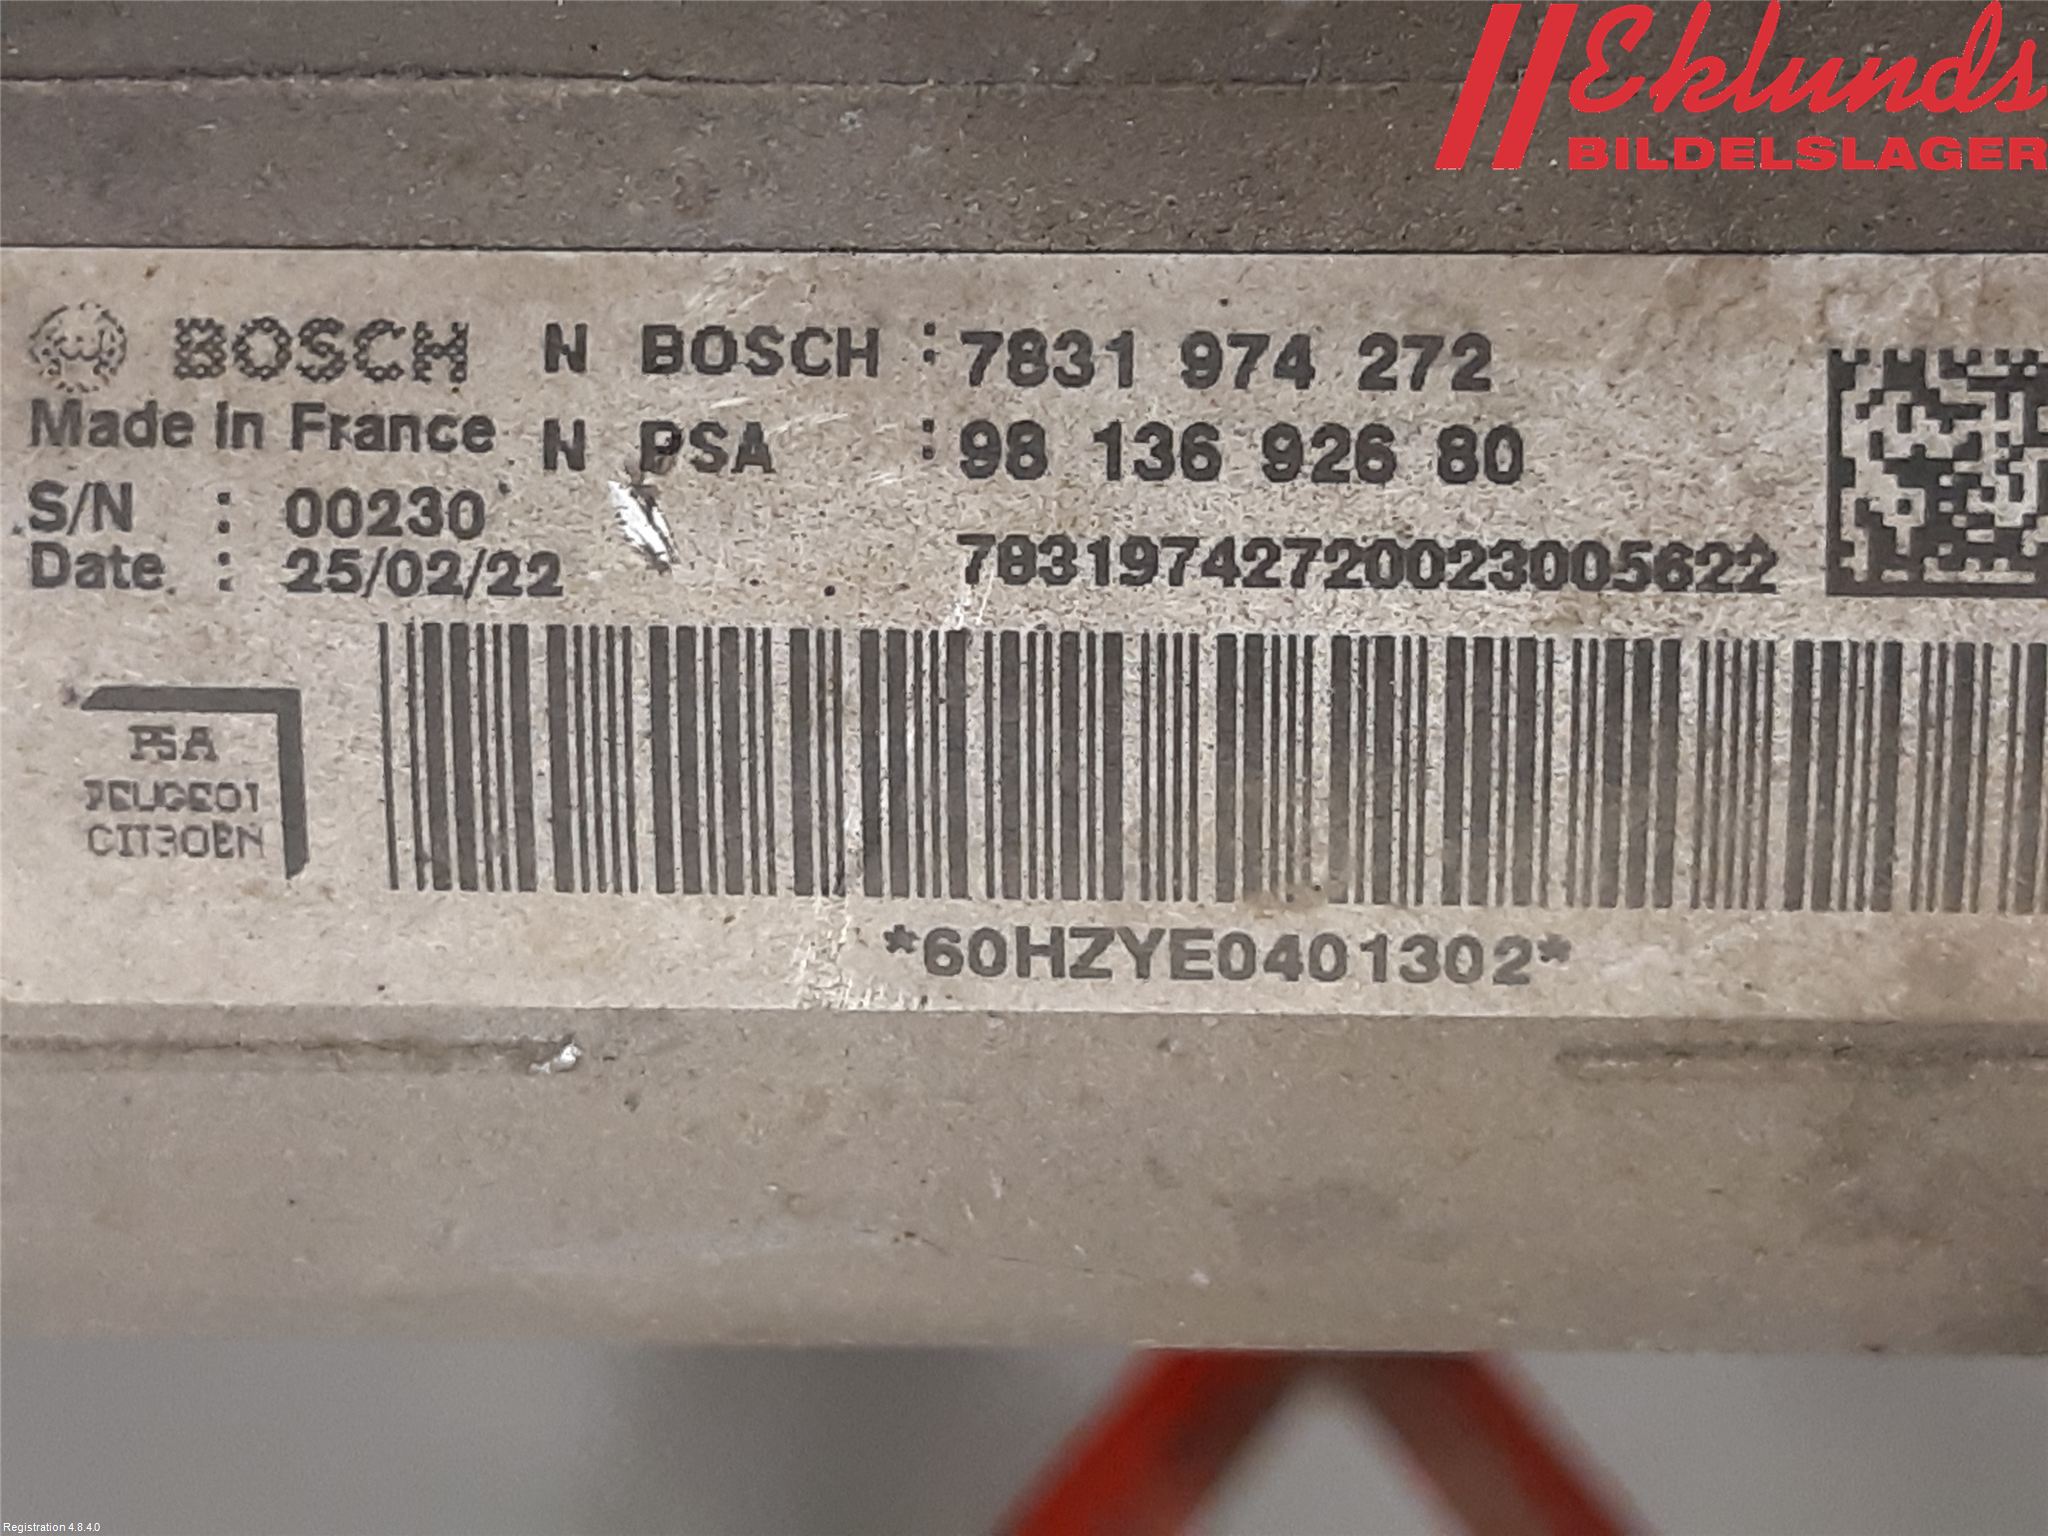 Eklunds
BILDELSLAGER
BOSCH N BOSCH : 7831 974 272
Made in France N PSA : 98 136 926 80
S/N : 00230
Date : 25/02/22
78319742720023005622
PSA
PEUGEOT
CITROËN
*60HZYE0401302*
Registration 4.8.4.0